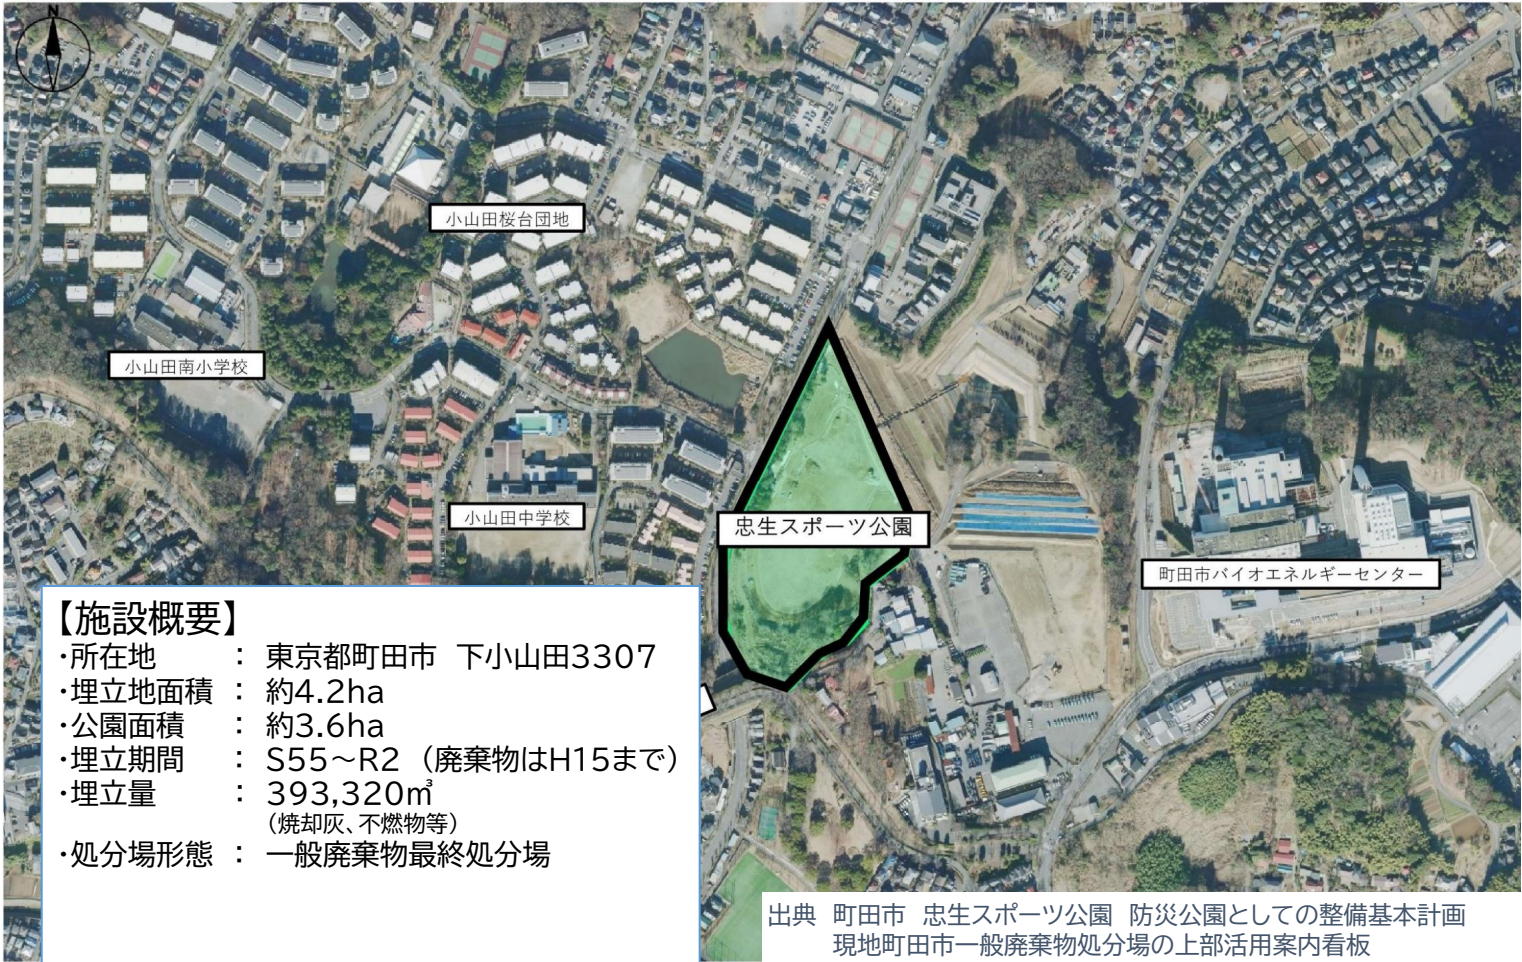 N
小山田桜台団地
小山田南小学校
小山田中学校
忠生スポーツ公園
町田市バイオエネルギーセンター
【施設概要】
・所在地 ： 東京都町田市 下小山田3307
・埋立地面積 ： 約4.2ha
・公園面積 ： 約3.6ha
・埋立期間 ： S55～R2 （廃棄物はH15まで）
・埋立量 ： 393,320㎥
（焼却灰、不燃物等）
・処分場形態 ： 一般廃棄物最終処分場
出典 町田市 忠生スポーツ公園 防災公園としての整備基本計画
現地町田市一般廃棄物処分場の上部活用案内看板